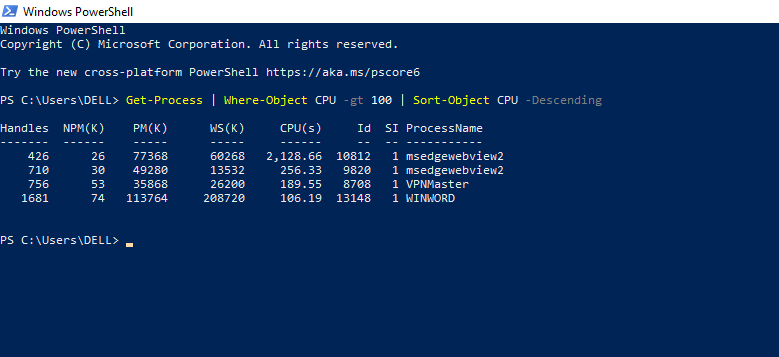 Windows PowerShell
Windows PowerShell
Copyright (C) Microsoft Corporation. All rights reserved.
Try the new cross-platform PowerShell https://aka.ms/pscore6
PS C:\Users\DELL> Get-Process | Where-Object CPU -gt 100 | Sort-Object CPU -Descending
Handles NPM(K) PM(K) WS(K) CPU(s) Id SI ProcessName
------- ------ ----- ----- ------ -- -- -----------
426 26 77368 60268 2,128.66 10812 1 msedgewebview2
710 30 49280 13532 256.33 9820 1 msedgewebview2
756 53 35868 26200 189.55 8708 1 VPNMaster
1681 74 113764 208720 106.19 13148 1 WINWORD
PS C:\Users\DELL>